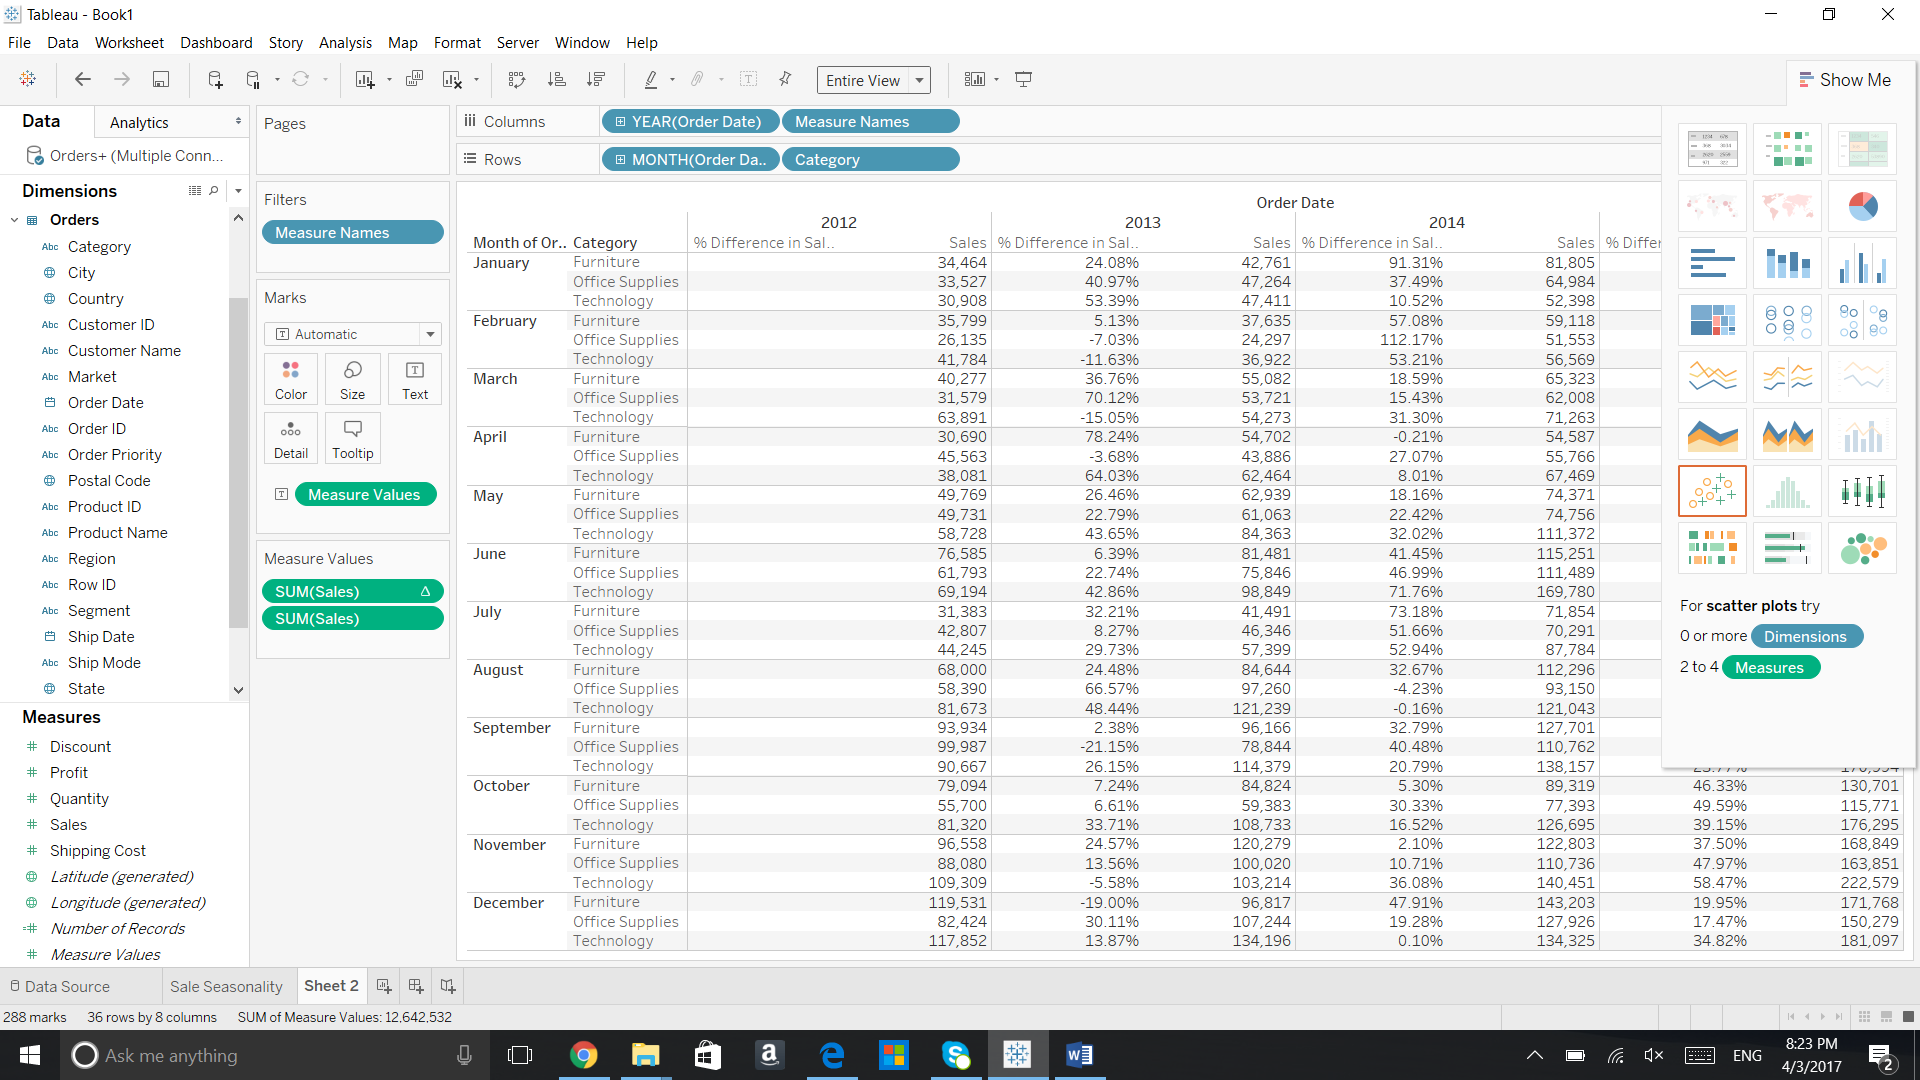 Tableau - Book1
File Data Worksheet Dashboard Story Analysis Map Format Server Window Help
Entire View
Show Me
Data Analytics
Orders+ (Multiple Conn...
Dimensions
Orders
Abc Category
City
Country
Abc Customer ID
Abc Customer Name
Abc Market
Order Date
Abc Order ID
Abc Order Priority
Postal Code
Abc Product ID
Abc Product Name
Abc Region
Abc Row ID
Abc Segment
Ship Date
Abc Ship Mode
State
Measures
# Discount
# Profit
# Quantity
# Sales
# Shipping Cost
Latitude (generated)
Longitude (generated)
=# Number of Records
# Measure Values
Pages
Filters
Measure Names
Marks
T Automatic
Color Size Text
Detail Tooltip
T Measure Values
Measure Values
SUM(Sales) Δ
SUM(Sales)
iii Columns YEAR(Order Date) Measure Names
Rows MONTH(Order Da.. Category
Order Date
2012 2013 2014
Month of Or.. Category % Difference in Sal.. Sales % Difference in Sal.. Sales % Difference in Sal.. Sales % Differ
January Furniture 34,464 24.08% 42,761 91.31% 81,805
Office Supplies 33,527 40.97% 47,264 37.49% 64,984
Technology 30,908 53.39% 47,411 10.52% 52,398
February Furniture 35,799 5.13% 37,635 57.08% 59,118
Office Supplies 26,135 -7.03% 24,297 112.17% 51,553
Technology 41,784 -11.63% 36,922 53.21% 56,569
March Furniture 40,277 36.76% 55,082 18.59% 65,323
Office Supplies 31,579 70.12% 53,721 15.43% 62,008
Technology 63,891 -15.05% 54,273 31.30% 71,263
April Furniture 30,690 78.24% 54,702 -0.21% 54,587
Office Supplies 45,563 -3.68% 43,886 27.07% 55,766
Technology 38,081 64.03% 62,464 8.01% 67,469
May Furniture 49,769 26.46% 62,939 18.16% 74,371
Office Supplies 49,731 22.79% 61,063 22.42% 74,756
Technology 58,728 43.65% 84,363 32.02% 111,372
June Furniture 76,585 6.39% 81,481 41.45% 115,251
Office Supplies 61,793 22.74% 75,846 46.99% 111,489
Technology 69,194 42.86% 98,849 71.76% 169,780
July Furniture 31,383 32.21% 41,491 73.18% 71,854
Office Supplies 42,807 8.27% 46,346 51.66% 70,291
Technology 44,245 29.73% 57,399 52.94% 87,784
August Furniture 68,000 24.48% 84,644 32.67% 112,296
Office Supplies 58,390 66.57% 97,260 -4.23% 93,150
Technology 81,673 48.44% 121,239 -0.16% 121,043
September Furniture 93,934 2.38% 96,166 32.79% 127,701
Office Supplies 99,987 -21.15% 78,844 40.48% 110,762
Technology 90,667 26.15% 114,379 20.79% 138,157
October Furniture 79,094 7.24% 84,824 5.30% 89,319 46.33% 130,701
Office Supplies 55,700 6.61% 59,383 30.33% 77,393 49.59% 115,771
Technology 81,320 33.71% 108,733 16.52% 126,695 39.15% 176,295
November Furniture 96,558 24.57% 120,279 2.10% 122,803 37.50% 168,849
Office Supplies 88,080 13.56% 100,020 10.71% 110,736 47.97% 163,851
Technology 109,309 -5.58% 103,214 36.08% 140,451 58.47% 222,579
December Furniture 119,531 -19.00% 96,817 47.91% 143,203 19.95% 171,768
Office Supplies 82,424 30.11% 107,244 19.28% 127,926 17.47% 150,279
Technology 117,852 13.87% 134,196 0.10% 134,325 34.82% 181,097
For scatter plots try
0 or more Dimensions
2 to 4 Measures
Data Source Sale Seasonality Sheet 2
288 marks 36 rows by 8 columns SUM of Measure Values: 12,642,532
Ask me anything
ENG
8:23 PM
4/3/2017
2